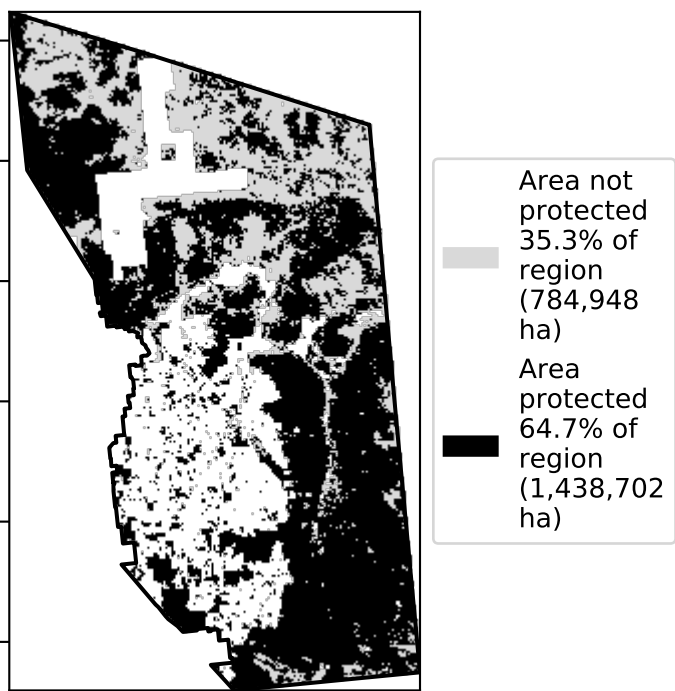 Area not
protected
35.3% of
region
(784,948
ha)
Area
protected
64.7% of
region
(1,438,702
ha)